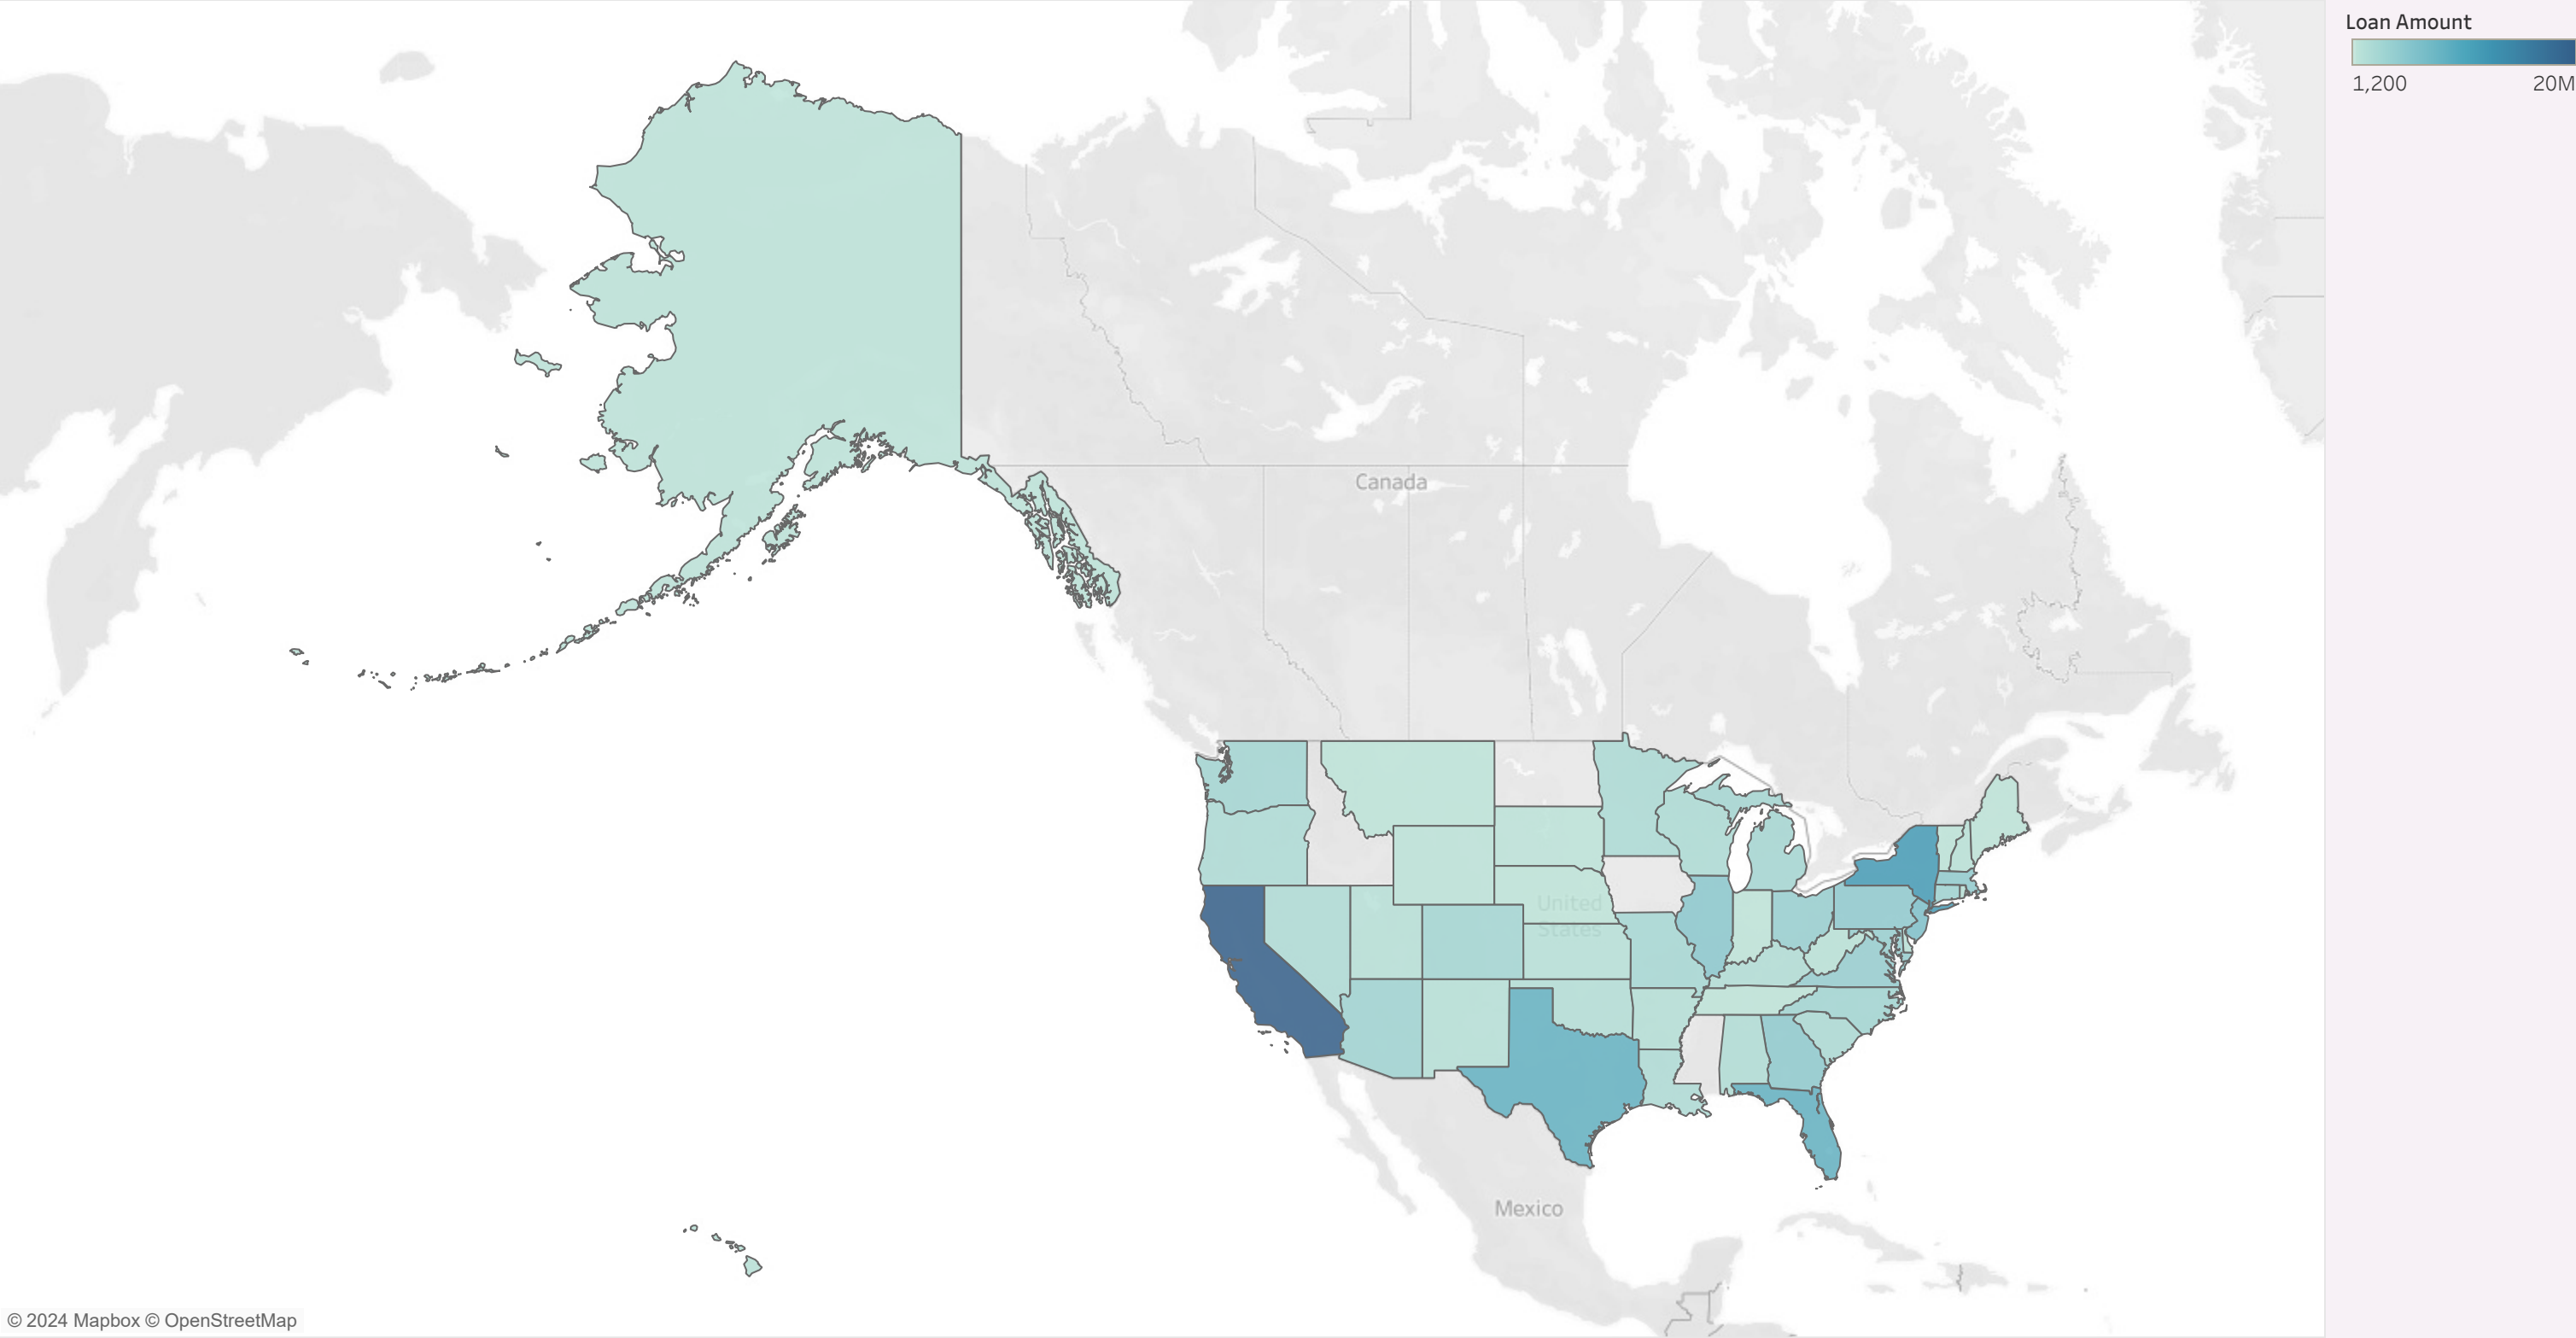 Loan Amount
1,200 20M
Canada
United
States
Mexico
© 2024 Mapbox © OpenStreetMap